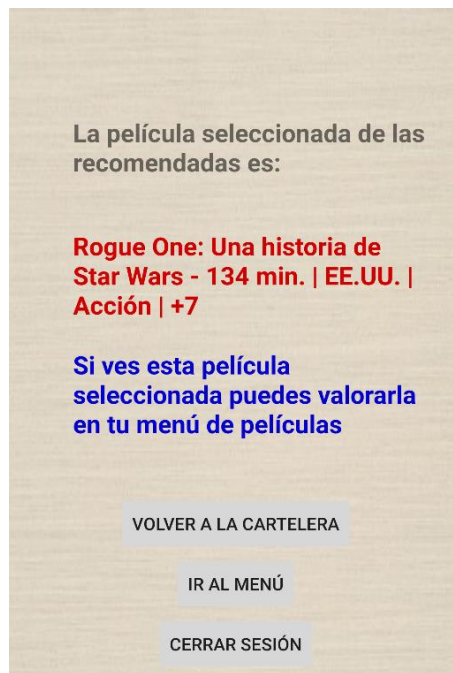 La película seleccionada de las
recomendadas es:
Rogue One: Una historia de
Star Wars - 134 min. | EE.UU. |
Acción | +7
Si ves esta película
seleccionada puedes valorarla
en tu menú de películas
VOLVER A LA CARTELERA
IR AL MENÚ
CERRAR SESIÓN